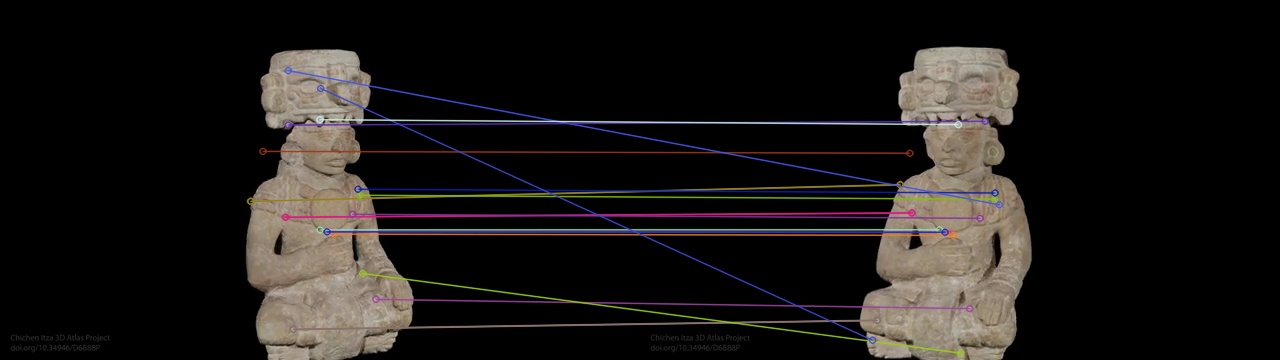 Chichen Itza 3D Atlas Project
doi.org/10.34946/D6B88P
Chichen Itza 3D Atlas Project
doi.org/10.34946/D6B88P